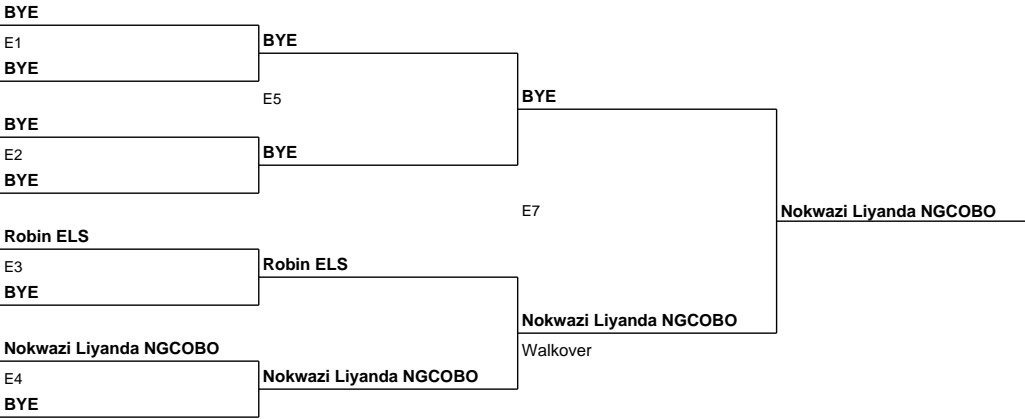 BYE
E1
BYE
BYE
E5
BYE
BYE
E2
BYE
BYE
E7
Nokwazi Liyanda NGCOBO
Robin ELS
E3
Robin ELS
BYE
Nokwazi Liyanda NGCOBO
Walkover
Nokwazi Liyanda NGCOBO
E4
Nokwazi Liyanda NGCOBO
BYE